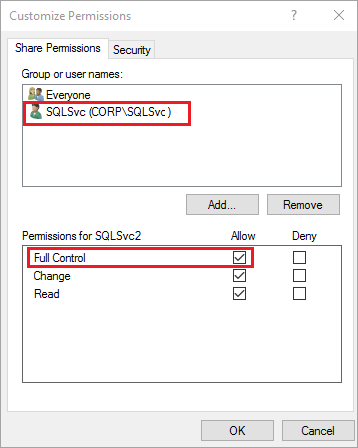 Customize Permissions
Share Permissions Security
Group or user names:
Everyone
SQLSvc (CORP\SQLSvc )
Add... Remove
Permissions for SQLSvc2 Allow Deny
Full Control
Change
Read
OK Cancel